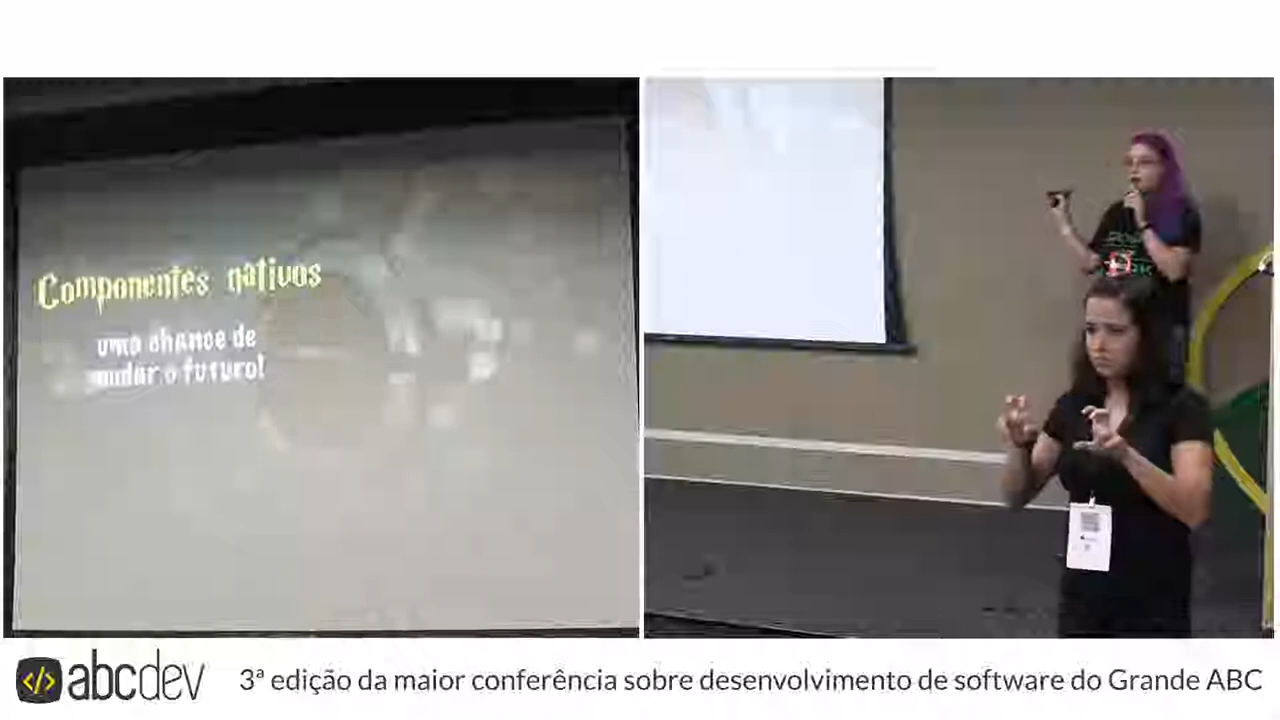 Componentes nativos
uma chance de
mudar o futuro!
abcdev
3ª edição da maior conferência sobre desenvolvimento de software do Grande ABC